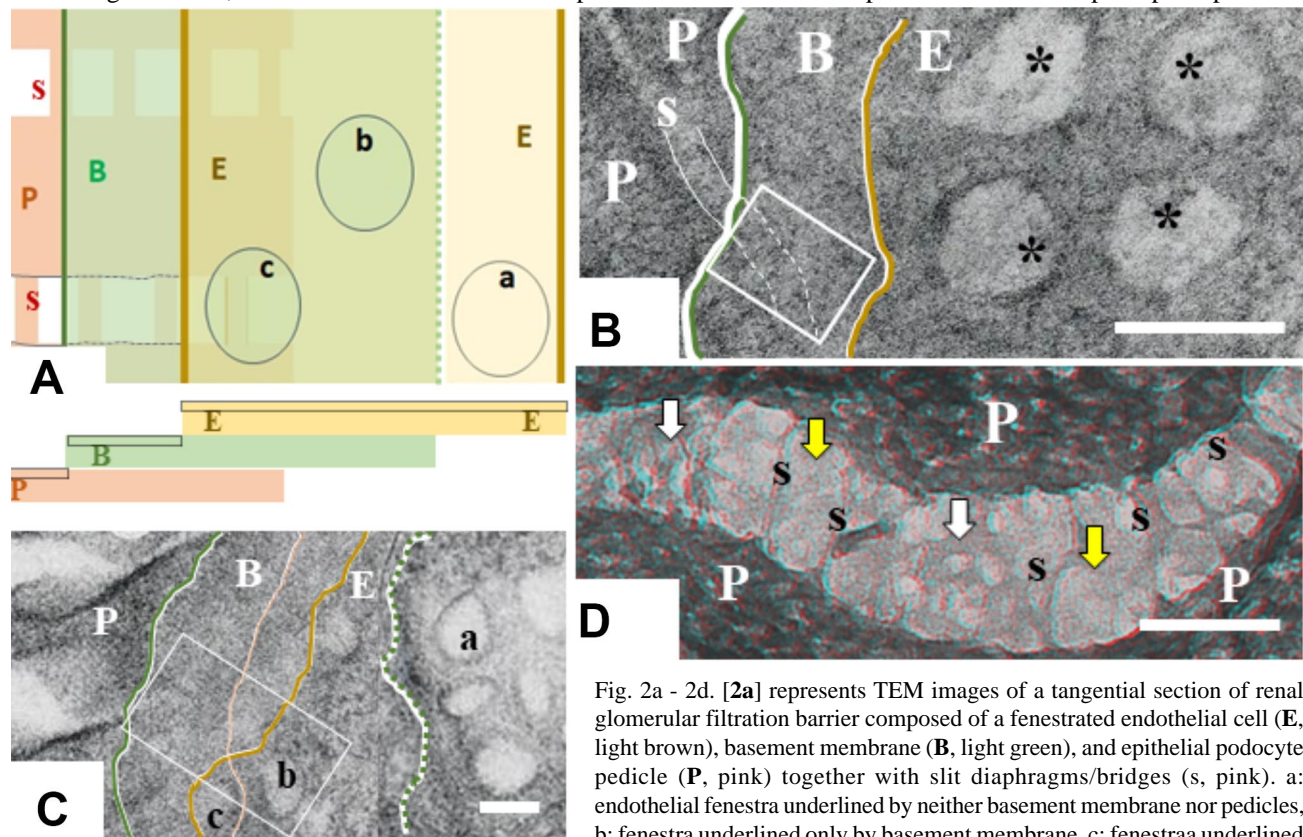 s
b
E
B
E
P
c
a
s
A
E E
B
P
P B E * *
s
P * *
B
B E
P a
b
c
C
P
s s s s s
P P
D
Fig. 2a - 2d. [2a] represents TEM images of a tangential section of renal
glomerular filtration barrier composed of a fenestrated endothelial cell (E,
light brown), basement membrane (B, light green), and epithelial podocyte
pedicle (P, pink) together with slit diaphragms/bridges (s, pink). a:
endothelial fenestra underlined by neither basement membrane nor pedicles,
b: fenestra underlined only by basement membrane, c: fenestraa underlined